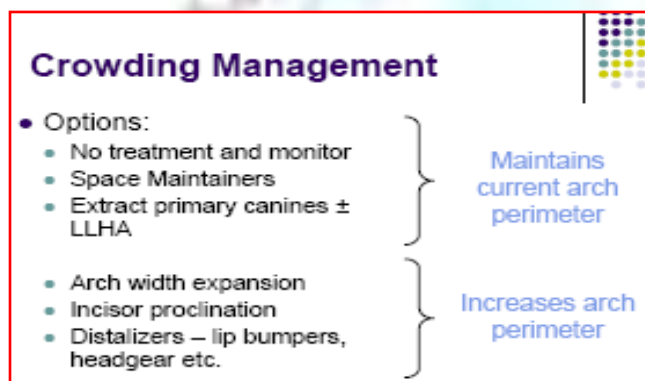 Crowding Management
• Options:
• No treatment and monitor
• Space Maintainers
• Extract primary canines ±
LLHA
Maintains
current arch
perimeter
• Arch width expansion
• Incisor proclination
• Distalizers – lip bumpers,
headgear etc.
Increases arch
perimeter